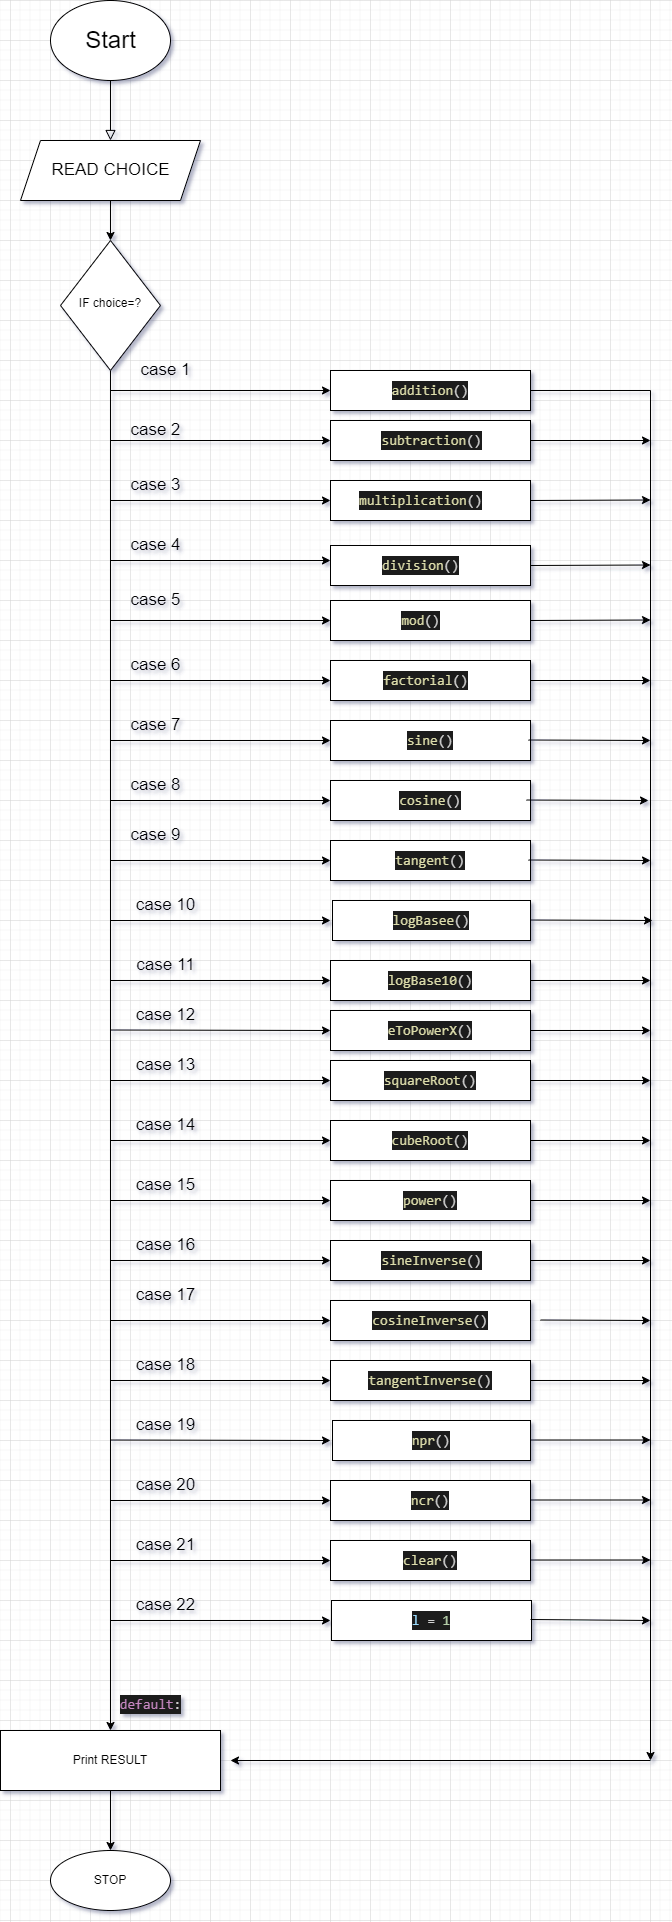 Start
READ CHOICE
IF choice=?
case 1
addition()
case 2
subtraction()
case 3
multiplication()
case 4
division()
case 5
mod()
case 6
factorial()
case 7
sine()
case 8
cosine()
case 9
tangent()
case 10
logBasee()
case 11
logBase10()
case 12
eToPowerX()
case 13
squareRoot()
case 14
cubeRoot()
case 15
power()
case 16
sineInverse()
case 17
cosineInverse()
case 18
tangentInverse()
case 19
npr()
case 20
ncr()
case 21
clear()
case 22
l = 1
default:
Print RESULT
STOP